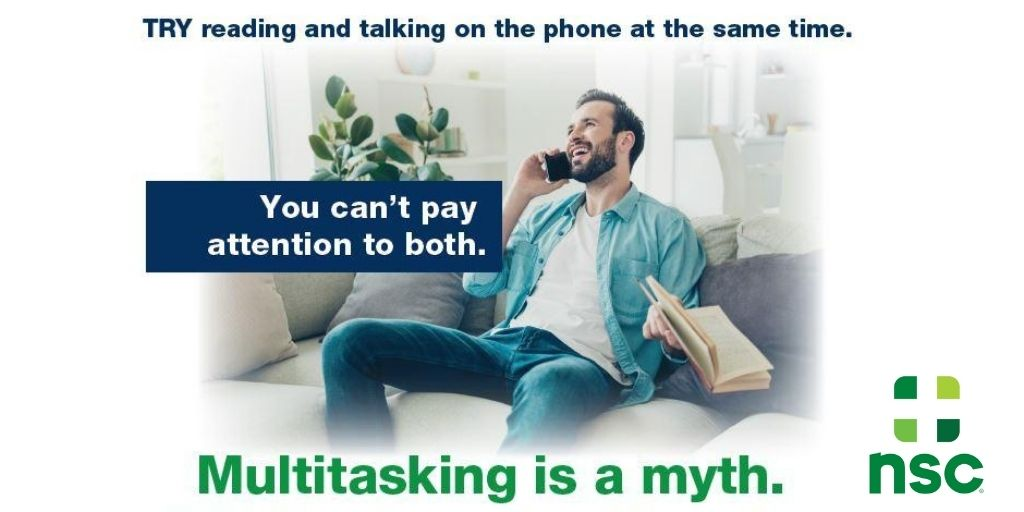 TRY reading and talking on the phone at the same time.
You can't pay
attention to both.
Multitasking is a myth.
nsc